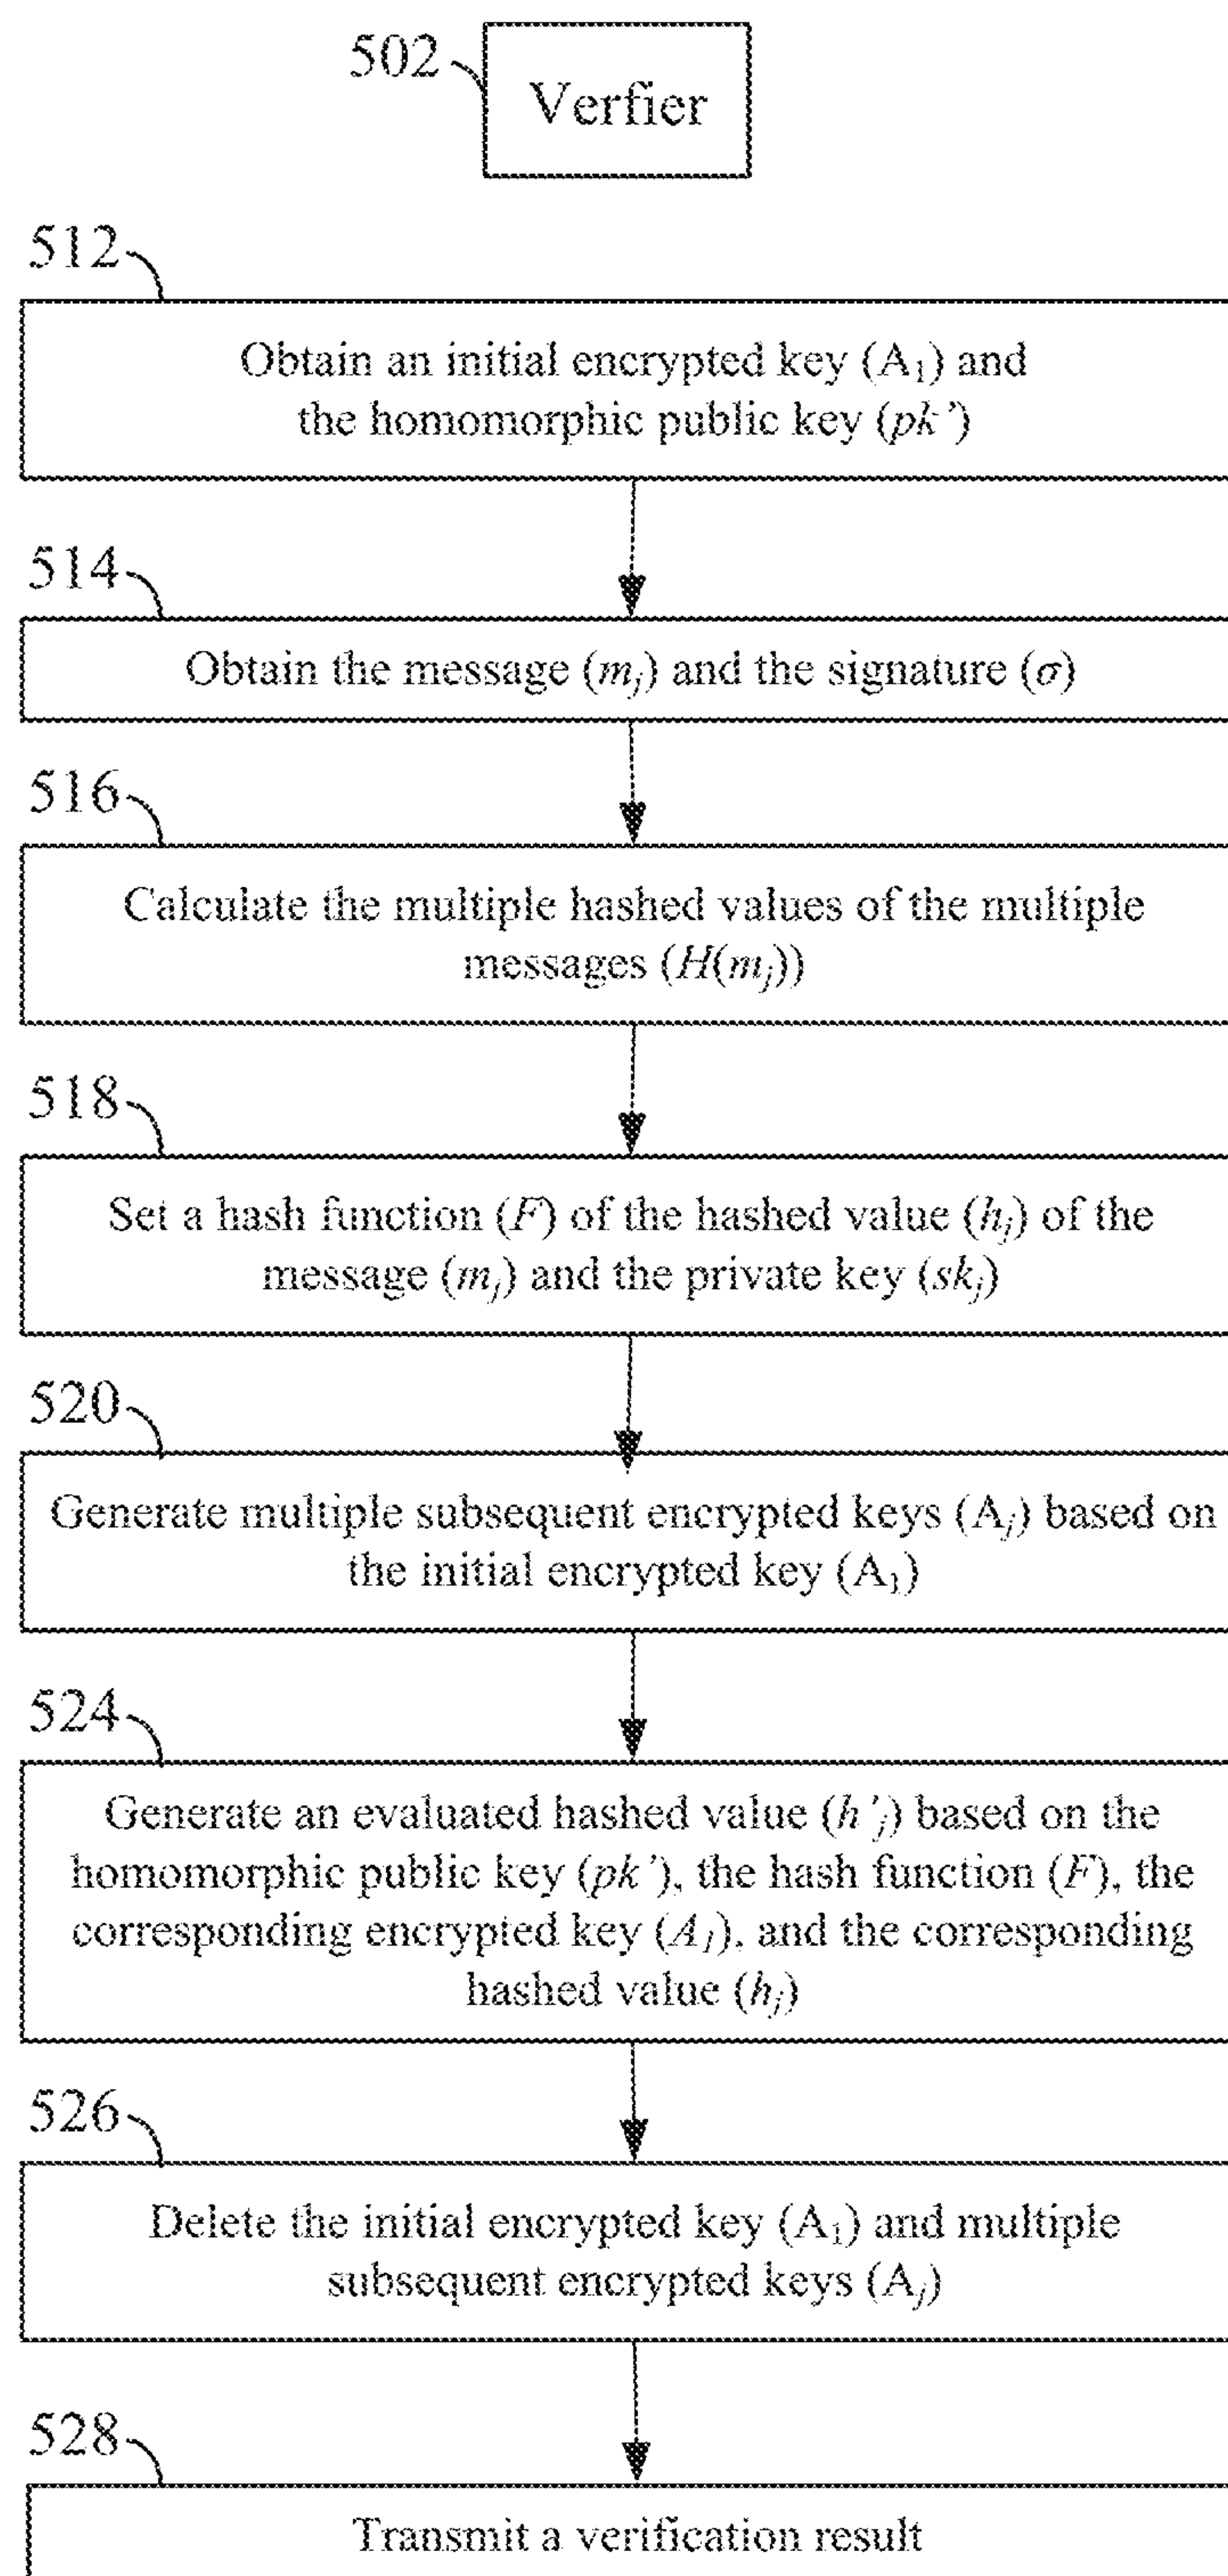 502
Verfier
512
Obtain an initial encrypted key (A₁) and
the homomorphic public key (pk’)
514
Obtain the message (mⱼ) and the signature (σ)
516
Calculate the multiple hashed values of the multiple
messages (H(mⱼ))
518
Set a hash function (F) of the hashed value (hⱼ) of the
message (mⱼ) and the private key (skⱼ)
520
Generate multiple subsequent encrypted keys (Aⱼ) based on
the initial encrypted key (A₁)
524
Generate an evaluated hashed value (h’ⱼ) based on the
homomorphic public key (pk’), the hash function (F), the
corresponding encrypted key (Aⱼ), and the corresponding
hashed value (hⱼ)
526
Delete the initial encrypted key (A₁) and multiple
subsequent encrypted keys (Aⱼ)
528
Transmit a verification result